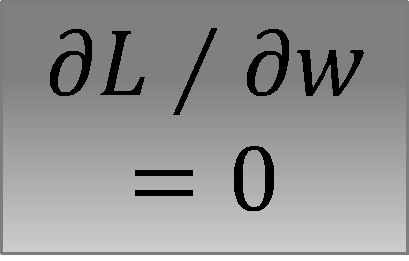 ∂L / ∂w
= 0